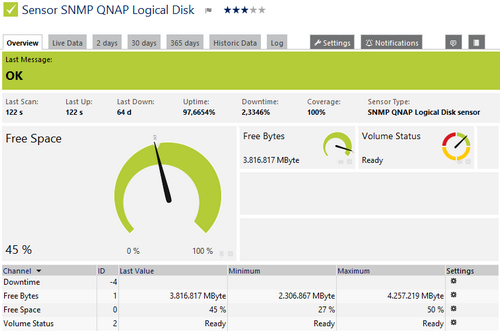 Sensor SNMP QNAP Logical Disk
Overview Live Data 2 days 30 days 365 days Historic Data Log Settings Notifications
Last Message:
OK
Last Scan: Last Up: Last Down: Uptime: Downtime: Coverage: Sensor Type:
122 s 122 s 64 d 97,6654% 2,3346% 100% SNMP QNAP Logical Disk sensor
Free Space
45 %
0 % 100 %
Free Bytes
3.816.817 MByte
Volume Status
Ready
Channel ID Last Value Minimum Maximum Settings
Downtime -4
Free Bytes 1 3.816.817 MByte 2.306.867 MByte 4.257.219 MByte
Free Space 0 45 % 27 % 50 %
Volume Status 2 Ready Ready Ready